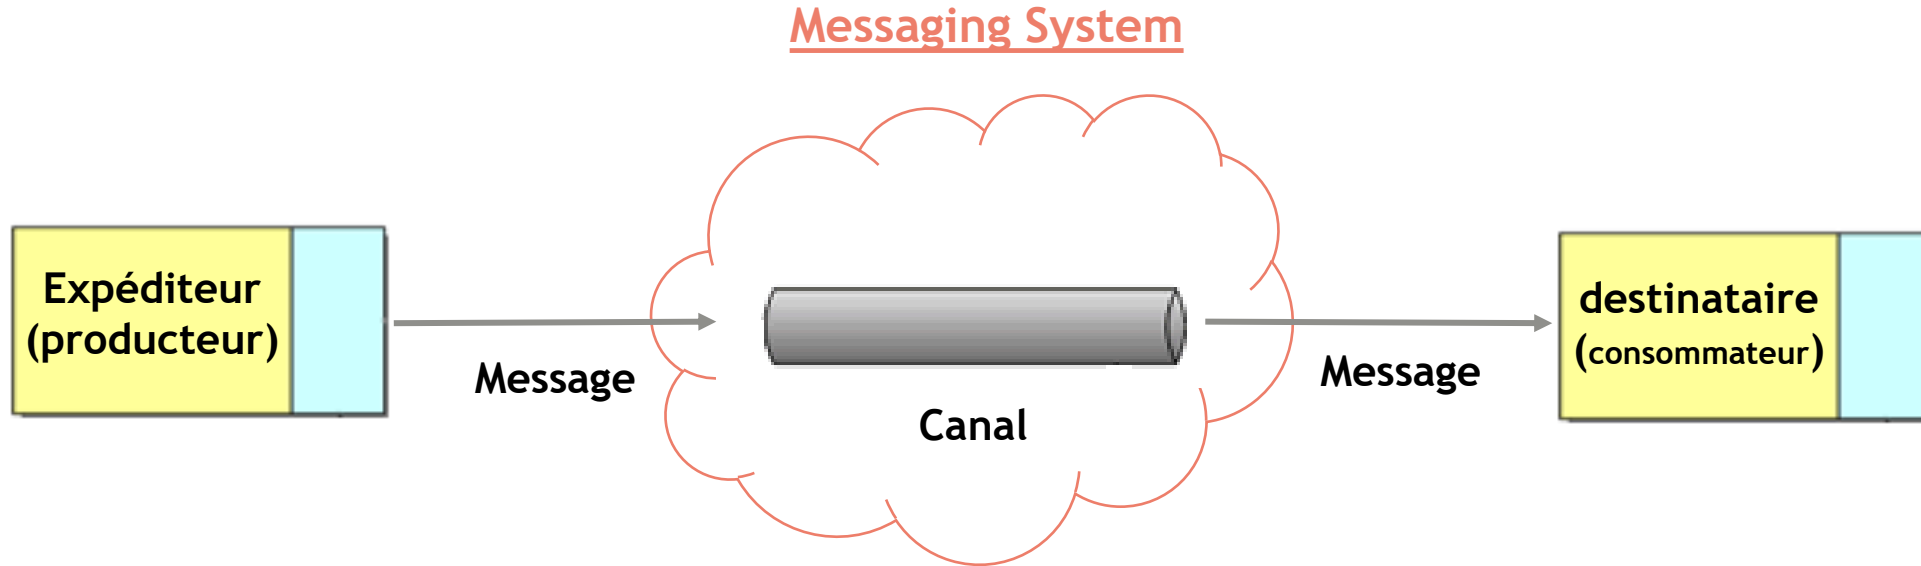 Messaging System
Expéditeur
(producteur)
Message
Canal
Message
destinataire
(consommateur)